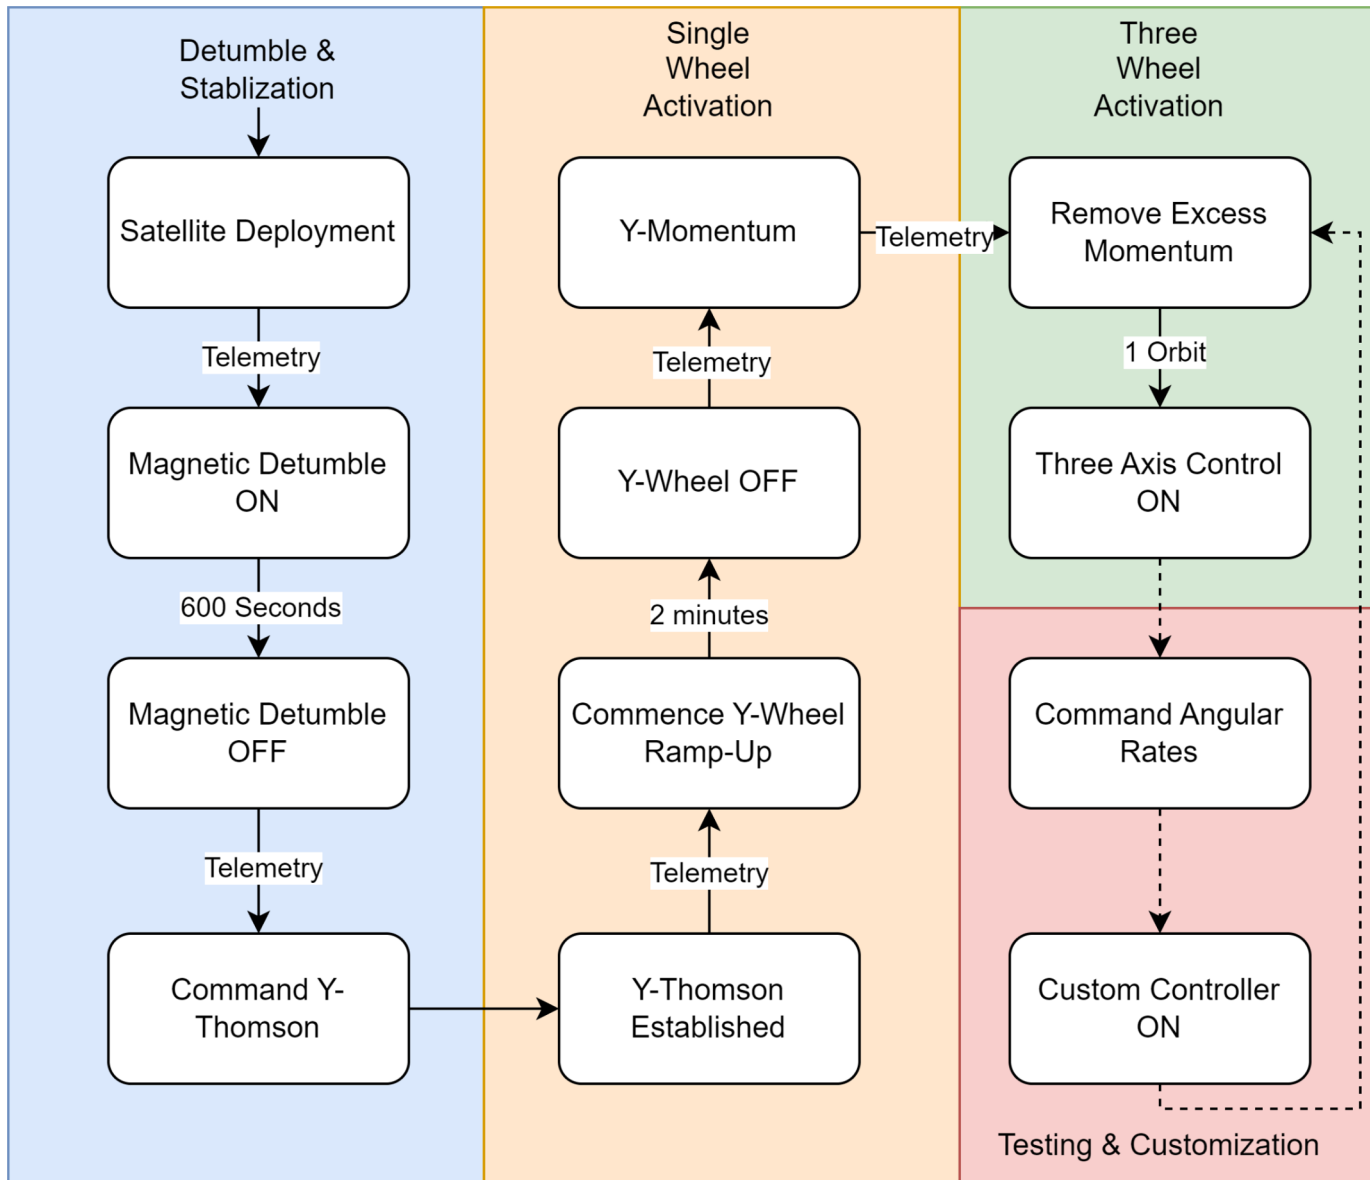 Detumble &
Stablization
Satellite Deployment
Telemetry
Magnetic Detumble
ON
600 Seconds
Magnetic Detumble
OFF
Telemetry
Command Y-
Thomson
Single
Wheel
Activation
Y-Momentum
Telemetry
Telemetry
Y-Wheel OFF
2 minutes
Commence Y-Wheel
Ramp-Up
Telemetry
Y-Thomson
Established
Three
Wheel
Activation
Remove Excess
Momentum
1 Orbit
Three Axis Control
ON
Command Angular
Rates
Custom Controller
ON
Testing & Customization